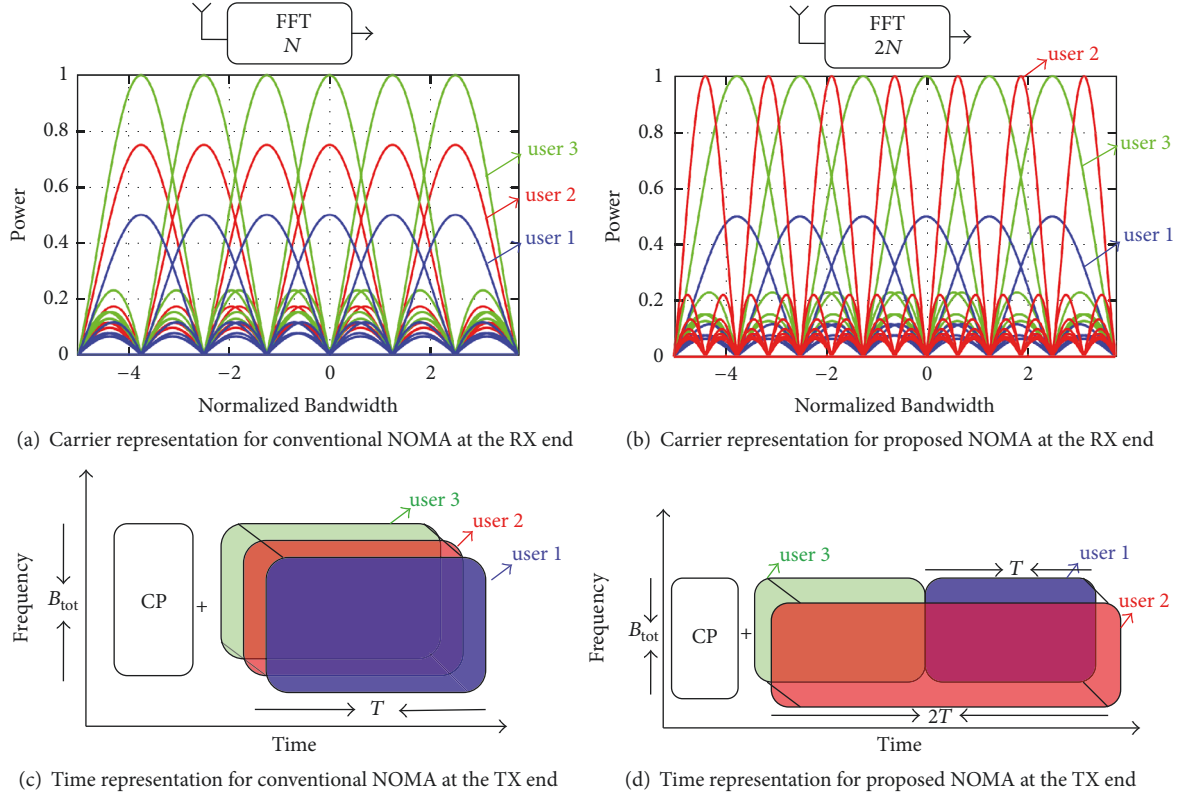 FFT
N
1
0.8
0.6
0.4
0.2
0
Power
user 3
user 2
user 1
−4
−2
0
2
Normalized Bandwidth
(a) Carrier representation for conventional NOMA at the RX end
FFT
2N
1
0.8
0.6
0.4
0.2
0
Power
user 2
user 3
user 1
−4
−2
0
2
Normalized Bandwidth
(b) Carrier representation for proposed NOMA at the RX end
Frequency
B_tot
CP
+
user 3
user 2
user 1
T
Time
(c) Time representation for conventional NOMA at the TX end
Frequency
B_tot
CP
+
user 3
T
user 1
user 2
2T
Time
(d) Time representation for proposed NOMA at the TX end